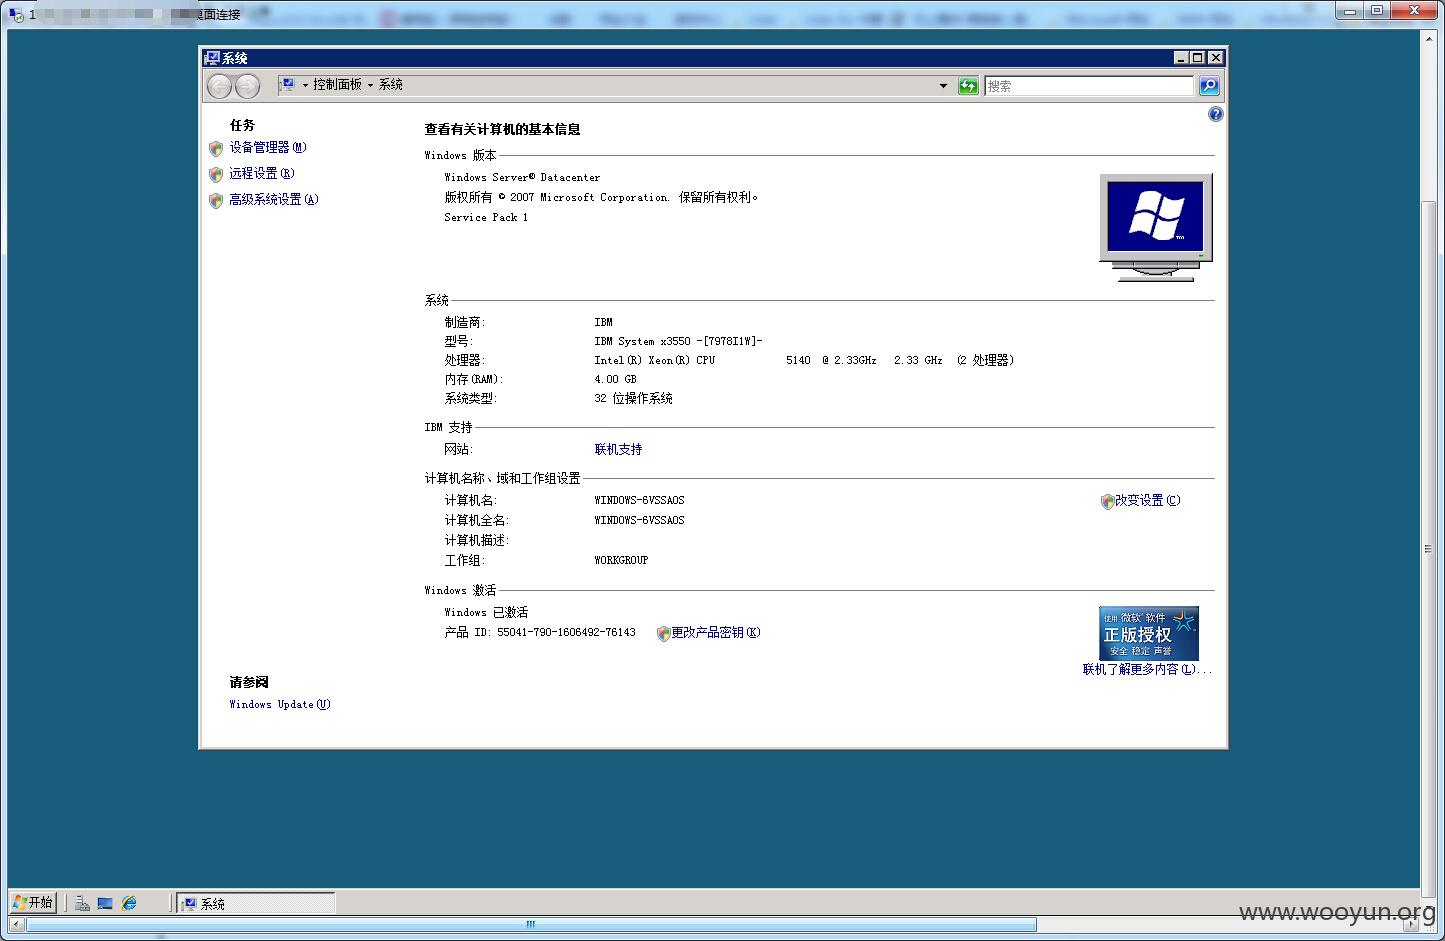 桌面连接
系统
控制面板 系统
搜索
任务
设备管理器(M)
远程设置(R)
高级系统设置(A)
查看有关计算机的基本信息
Windows 版本
Windows Server® Datacenter
版权所有 © 2007 Microsoft Corporation. 保留所有权利。
Service Pack 1
系统
制造商: IBM
型号: IBM System x3550 -[7978I1W]-
处理器: Intel(R) Xeon(R) CPU 5140 @ 2.33GHz 2.33 GHz (2 处理器)
内存(RAM): 4.00 GB
系统类型: 32 位操作系统
IBM 支持
网站: 联机支持
计算机名称、域和工作组设置
计算机名: WINDOWS-6VSSAOS
改变设置(C)
计算机全名: WINDOWS-6VSSAOS
计算机描述:
工作组: WORKGROUP
Windows 激活
Windows 已激活
产品 ID: 55041-790-1606492-76143 更改产品密钥(K)
使用 微软 软件
正版授权
安全 稳定 声誉
联机了解更多内容(L)...
请参阅
Windows Update(U)
开始 系统
www.wooyun.org